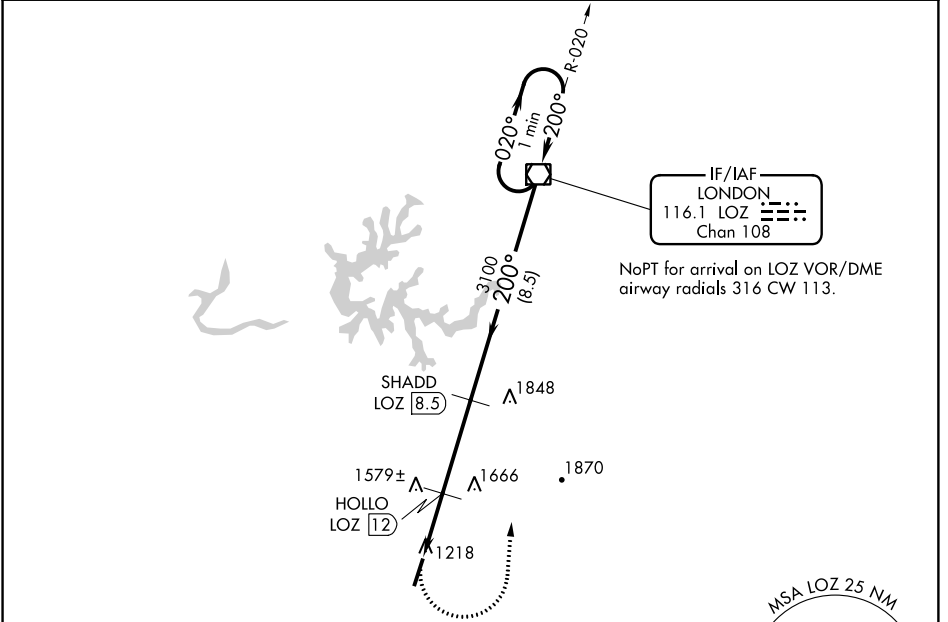 R-020
020°
1 min
200°
IF/IAF
LONDON
116.1 LOZ
Chan 108
NoPT for arrival on LOZ VOR/DME
airway radials 316 CW 113.
3100
200°
(8.5)
SHADD
LOZ 8.5
1848
1579±
1666
1870
HOLLO
LOZ 12
1218
MSA LOZ 25 NM